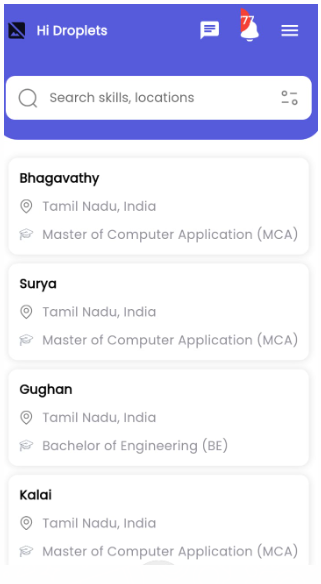 Hi Droplets
77
Search skills, locations
Bhagavathy
Tamil Nadu, India
Master of Computer Application (MCA)
Surya
Tamil Nadu, India
Master of Computer Application (MCA)
Gughan
Tamil Nadu, India
Bachelor of Engineering (BE)
Kalai
Tamil Nadu, India
Master of Computer Application (MCA)